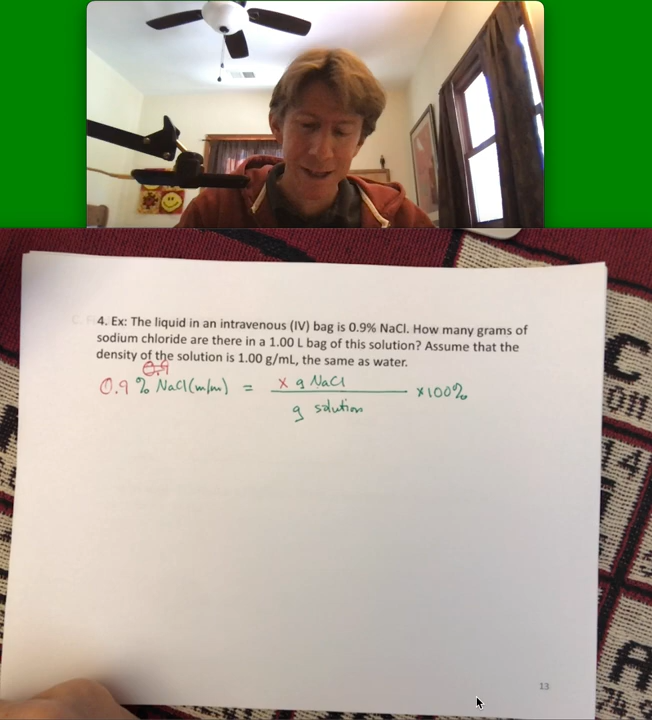 4. Ex: The liquid in an intravenous (IV) bag is 0.9% NaCl. How many grams of
sodium chloride are there in a 1.00 L bag of this solution? Assume that the
density of the solution is 1.00 g/mL, the same as water.
0.9 % NaCl(m/m) = x g NaCl / g solution ×100%
13
C
14
A